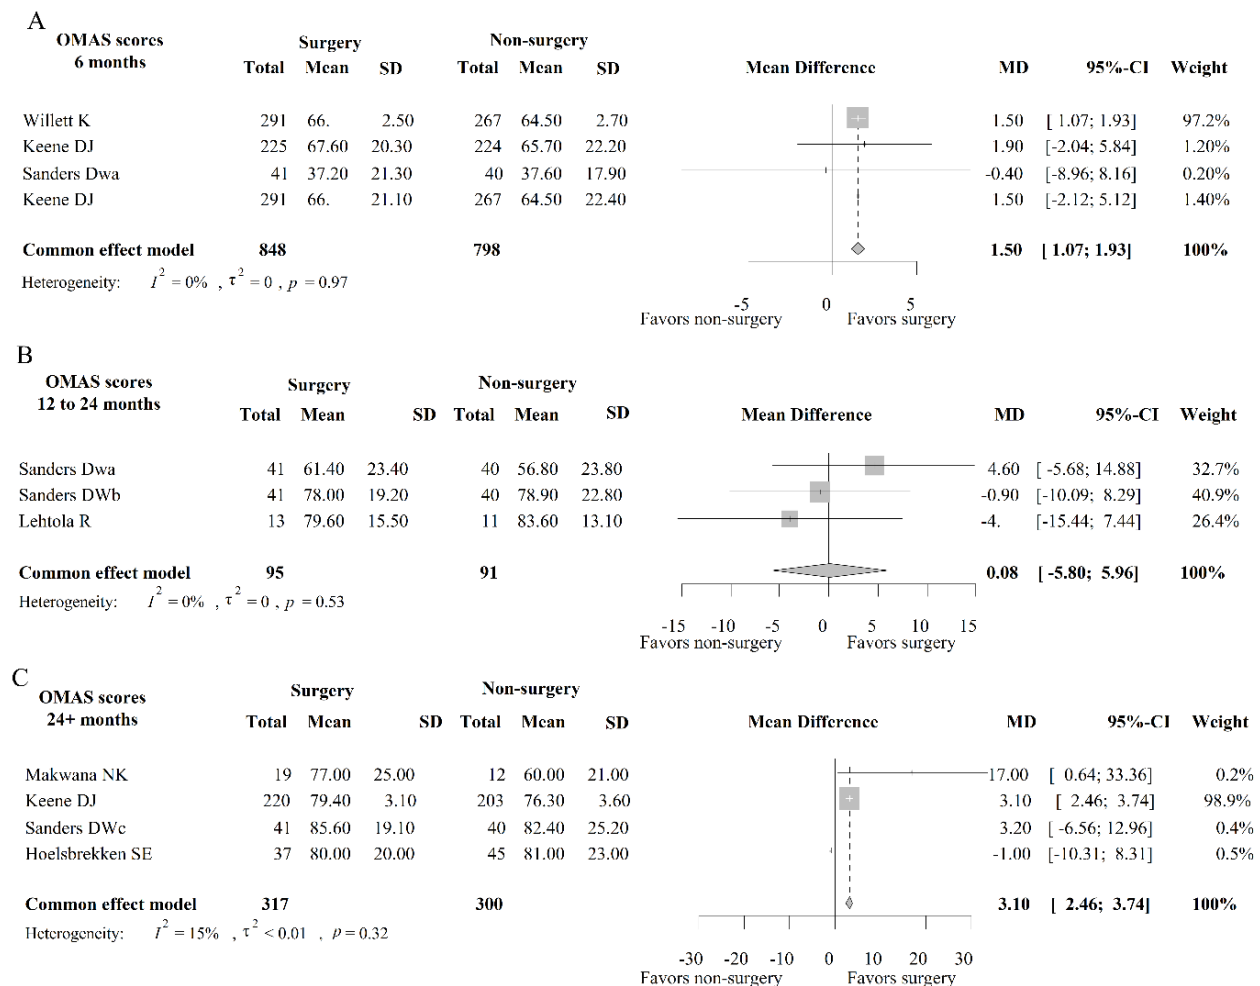 A
OMAS scores Surgery Non-surgery
6 months Total Mean SD Total Mean SD Mean Difference MD 95%-CI Weight
Willett K 291 66. 2.50 267 64.50 2.70 1.50 [ 1.07; 1.93] 97.2%
Keene DJ 225 67.60 20.30 224 65.70 22.20 1.90 [-2.04; 5.84] 1.20%
Sanders Dwa 41 37.20 21.30 40 37.60 17.90 -0.40 [-8.96; 8.16] 0.20%
Keene DJ 291 66. 21.10 267 64.50 22.40 1.50 [-2.12; 5.12] 1.40%
Common effect model 848 798 1.50 [ 1.07; 1.93] 100%
Heterogeneity: I² = 0% , τ² = 0 , p = 0.97
-5 0 5
Favors non-surgery Favors surgery
B
OMAS scores Surgery Non-surgery
12 to 24 months Total Mean SD Total Mean SD Mean Difference MD 95%-CI Weight
Sanders Dwa 41 61.40 23.40 40 56.80 23.80 4.60 [ -5.68; 14.88] 32.7%
Sanders DWb 41 78.00 19.20 40 78.90 22.80 -0.90 [-10.09; 8.29] 40.9%
Lehtola R 13 79.60 15.50 11 83.60 13.10 -4. [-15.44; 7.44] 26.4%
Common effect model 95 91 0.08 [ -5.80; 5.96] 100%
Heterogeneity: I² = 0% , τ² = 0 , p = 0.53
-15 -10 -5 0 5 10 15
Favors non-surgery Favors surgery
C
OMAS scores Surgery Non-surgery
24+ months Total Mean SD Total Mean SD Mean Difference MD 95%-CI Weight
Makwana NK 19 77.00 25.00 12 60.00 21.00 17.00 [ 0.64; 33.36] 0.2%
Keene DJ 220 79.40 3.10 203 76.30 3.60 3.10 [ 2.46; 3.74] 98.9%
Sanders DWc 41 85.60 19.10 40 82.40 25.20 3.20 [ -6.56; 12.96] 0.4%
Hoelsbrekken SE 37 80.00 20.00 45 81.00 23.00 -1.00 [-10.31; 8.31] 0.5%
Common effect model 317 300 3.10 [ 2.46; 3.74] 100%
Heterogeneity: I² = 15% , τ² < 0.01 , p = 0.32
-30 -20 -10 0 10 20 30
Favors non-surgery Favors surgery